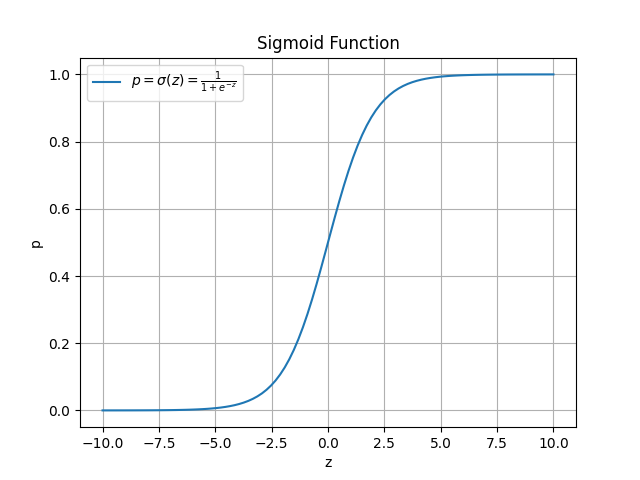 Sigmoid Function
p = σ(z) = 1/(1 + e^{−z})
1.0
0.8
0.6
0.4
0.2
0.0
p
−10.0 −7.5 −5.0 −2.5 0.0 2.5 5.0 7.5 10.0
z